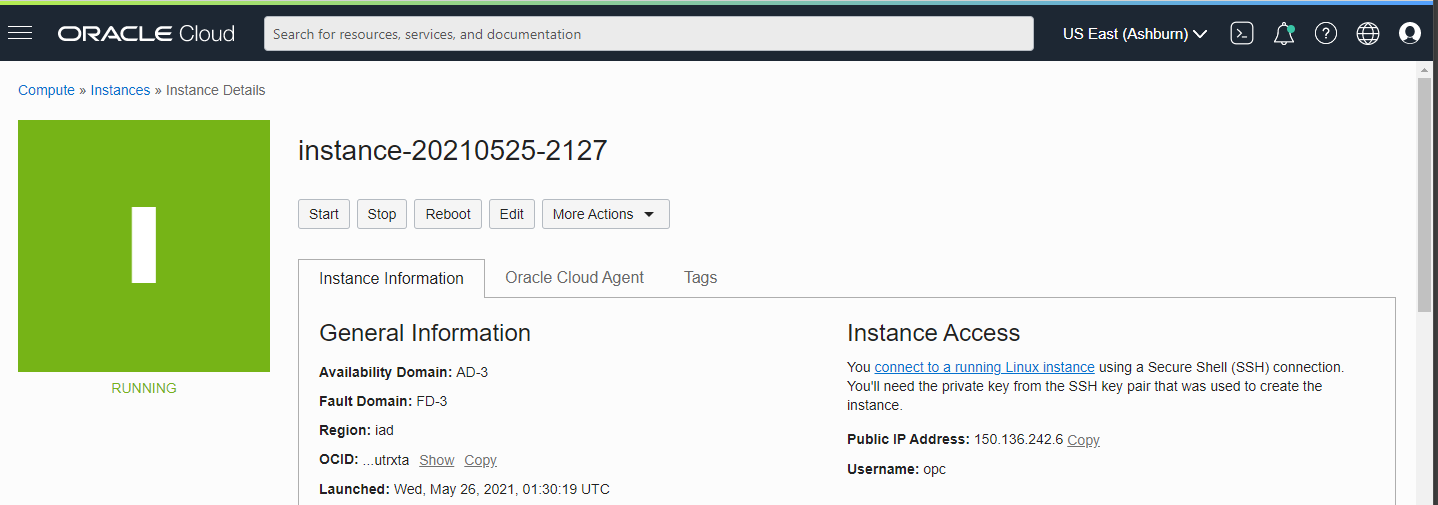 ORACLE Cloud
Search for resources, services, and documentation
US East (Ashburn)
Compute » Instances » Instance Details
instance-20210525-2127
Start Stop Reboot Edit More Actions
I
RUNNING
Instance Information Oracle Cloud Agent Tags
General Information
Availability Domain: AD-3
Fault Domain: FD-3
Region: iad
OCID: ...utrxta Show Copy
Launched: Wed, May 26, 2021, 01:30:19 UTC
Instance Access
You connect to a running Linux instance using a Secure Shell (SSH) connection.
You'll need the private key from the SSH key pair that was used to create the
instance.
Public IP Address: 150.136.242.6 Copy
Username: opc